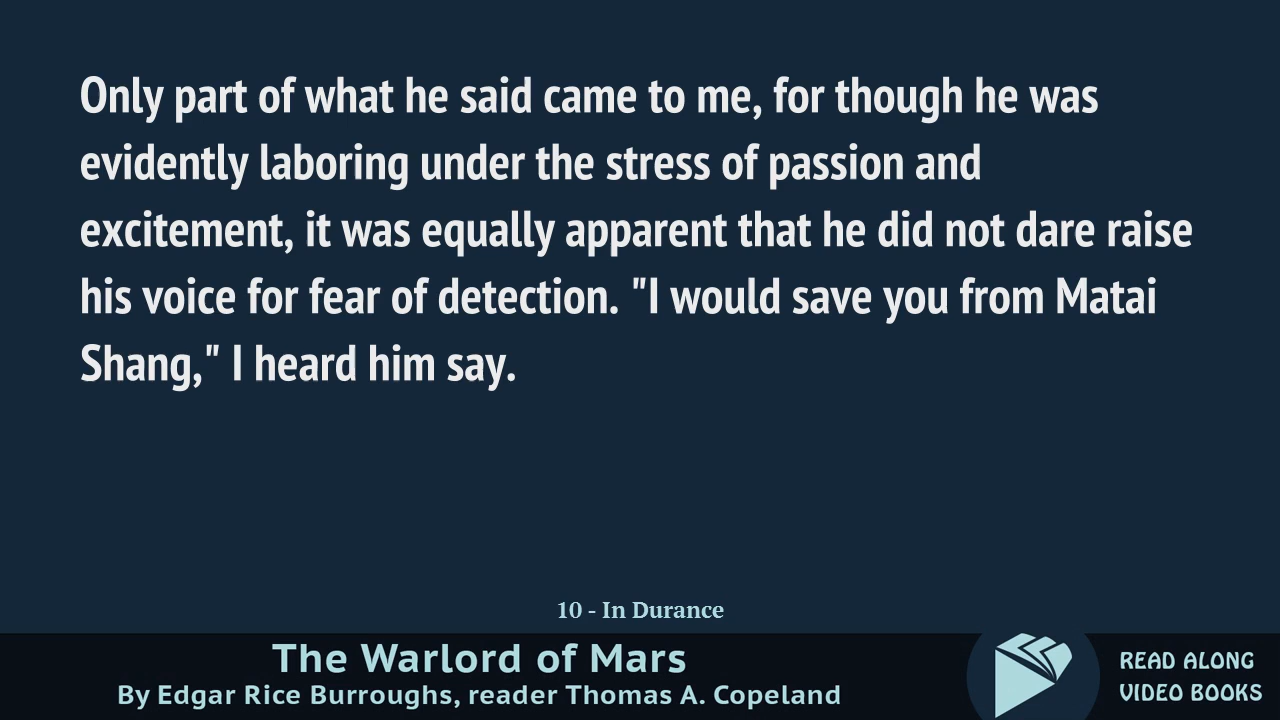 Only part of what he said came to me, for though he was
evidently laboring under the stress of passion and
excitement, it was equally apparent that he did not dare raise
his voice for fear of detection. "I would save you from Matai
Shang," I heard him say.
10 - In Durance
The Warlord of Mars
By Edgar Rice Burroughs, reader Thomas A. Copeland
READ ALONG
VIDEO BOOKS